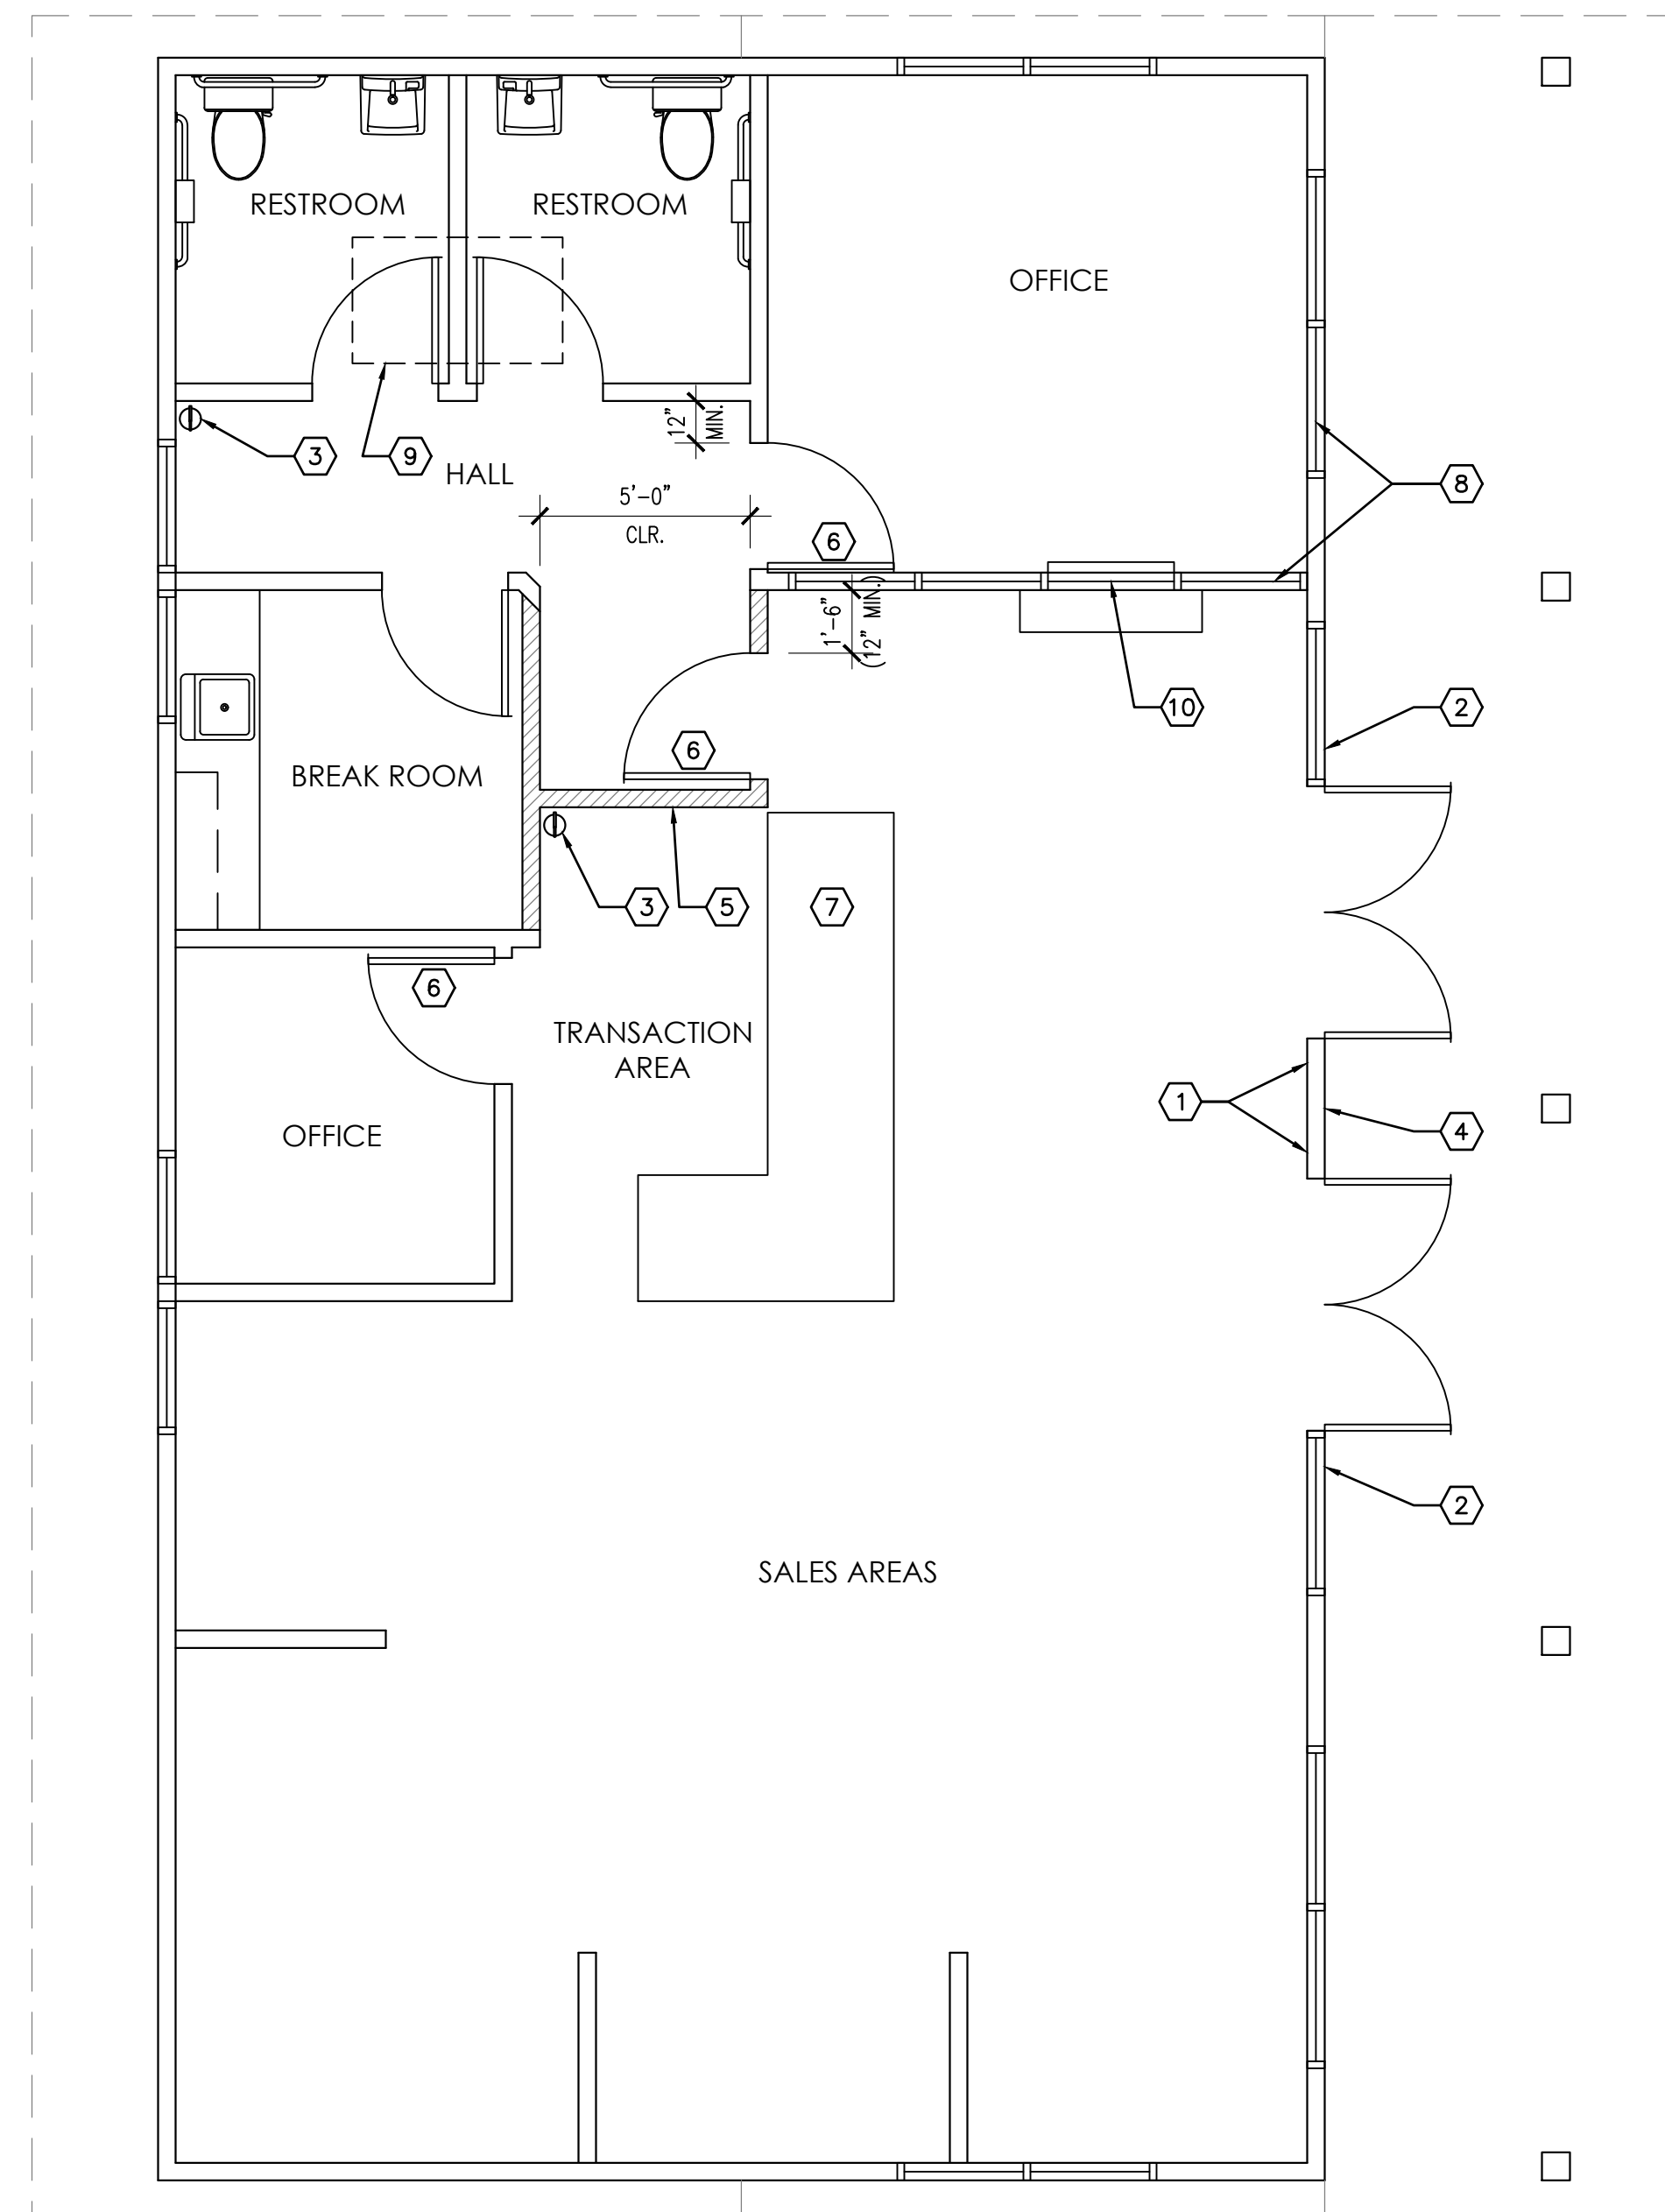 RESTROOM
RESTROOM
OFFICE
12"
MIN.
3
9
HALL
8
5'-0"
CLR.
6
1'-6"
(12" MIN.)
10
2
6
BREAK ROOM
3
5
7
6
TRANSACTION
AREA
1
4
OFFICE
2
SALES AREAS